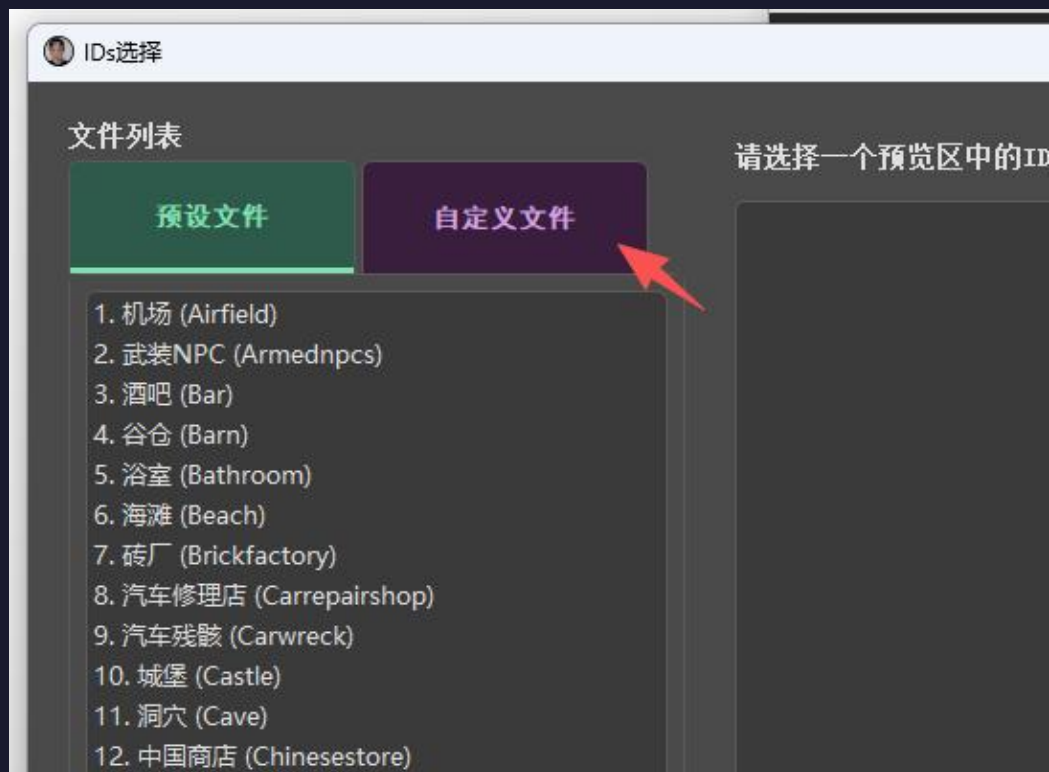 IDs选择
文件列表
预设文件
自定义文件
1. 机场 (Airfield)
2. 武装NPC (Armednpcs)
3. 酒吧 (Bar)
4. 谷仓 (Barn)
5. 浴室 (Bathroom)
6. 海滩 (Beach)
7. 砖厂 (Brickfactory)
8. 汽车修理店 (Carrepairshop)
9. 汽车残骸 (Carwreck)
10. 城堡 (Castle)
11. 洞穴 (Cave)
12. 中国商店 (Chinesestore)
请选择一个预览区中的ID